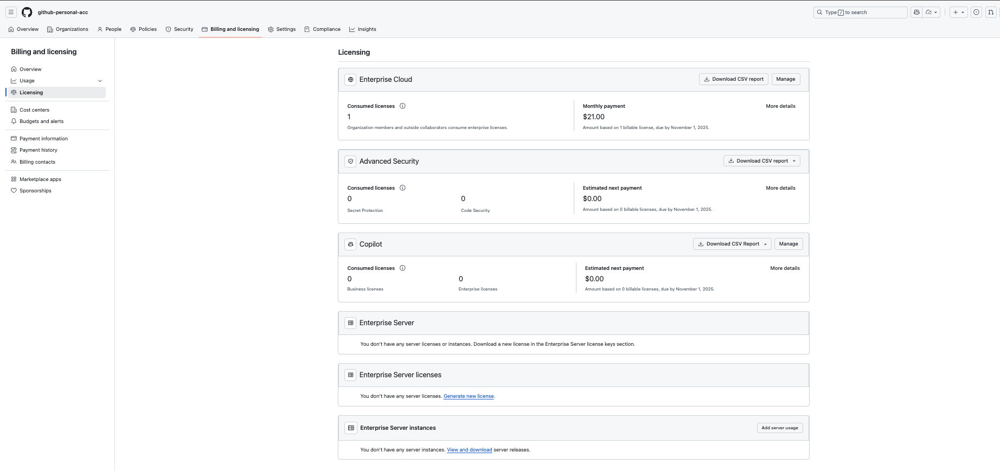 github-personal-acc
Type / to search
Overview Organizations People Policies Security Billing and licensing Settings Compliance Insights
Billing and licensing
Overview
Usage
Licensing
Cost centers
Budgets and alerts
Payment information
Payment history
Billing contacts
Marketplace apps
Sponsorships
Licensing
Enterprise Cloud
Download CSV report Manage
Consumed licenses
1
Organization members and outside collaborators consume enterprise licenses.
Monthly payment More details
$21.00
Amount based on 1 billable license, due by November 1, 2025.
Advanced Security
Download CSV report
Consumed licenses
0 0
Secret Protection Code Security
Estimated next payment More details
$0.00
Amount based on 0 billable licenses, due by November 1, 2025.
Copilot
Download CSV Report Manage
Consumed licenses
0 0
Business licenses Enterprise licenses
Estimated next payment More details
$0.00
Amount based on 0 billable licenses, due by November 1, 2025.
Enterprise Server
You don't have any server licenses or instances. Download a new license in the Enterprise Server license keys section.
Enterprise Server licenses
You don't have any server licenses. Generate new license.
Enterprise Server instances
Add server usage
You don't have any server instances. View and download server releases.